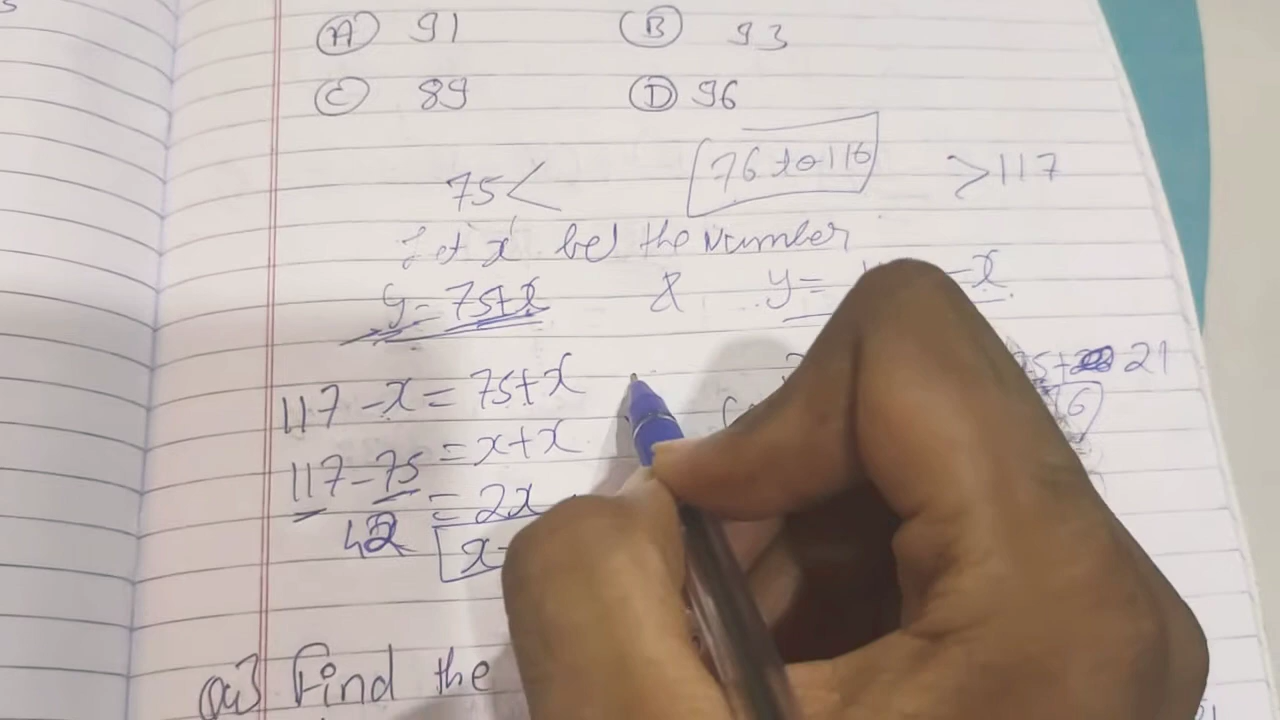 (A) 91 (B) 93
(C) 89 (D) 96
75< 76 to 116 >117
Let 'x' be the Number
y = 75+x & y = -x
117 - x = 75+x 21
117-75 = x+x
42 = 2x
x
Find the